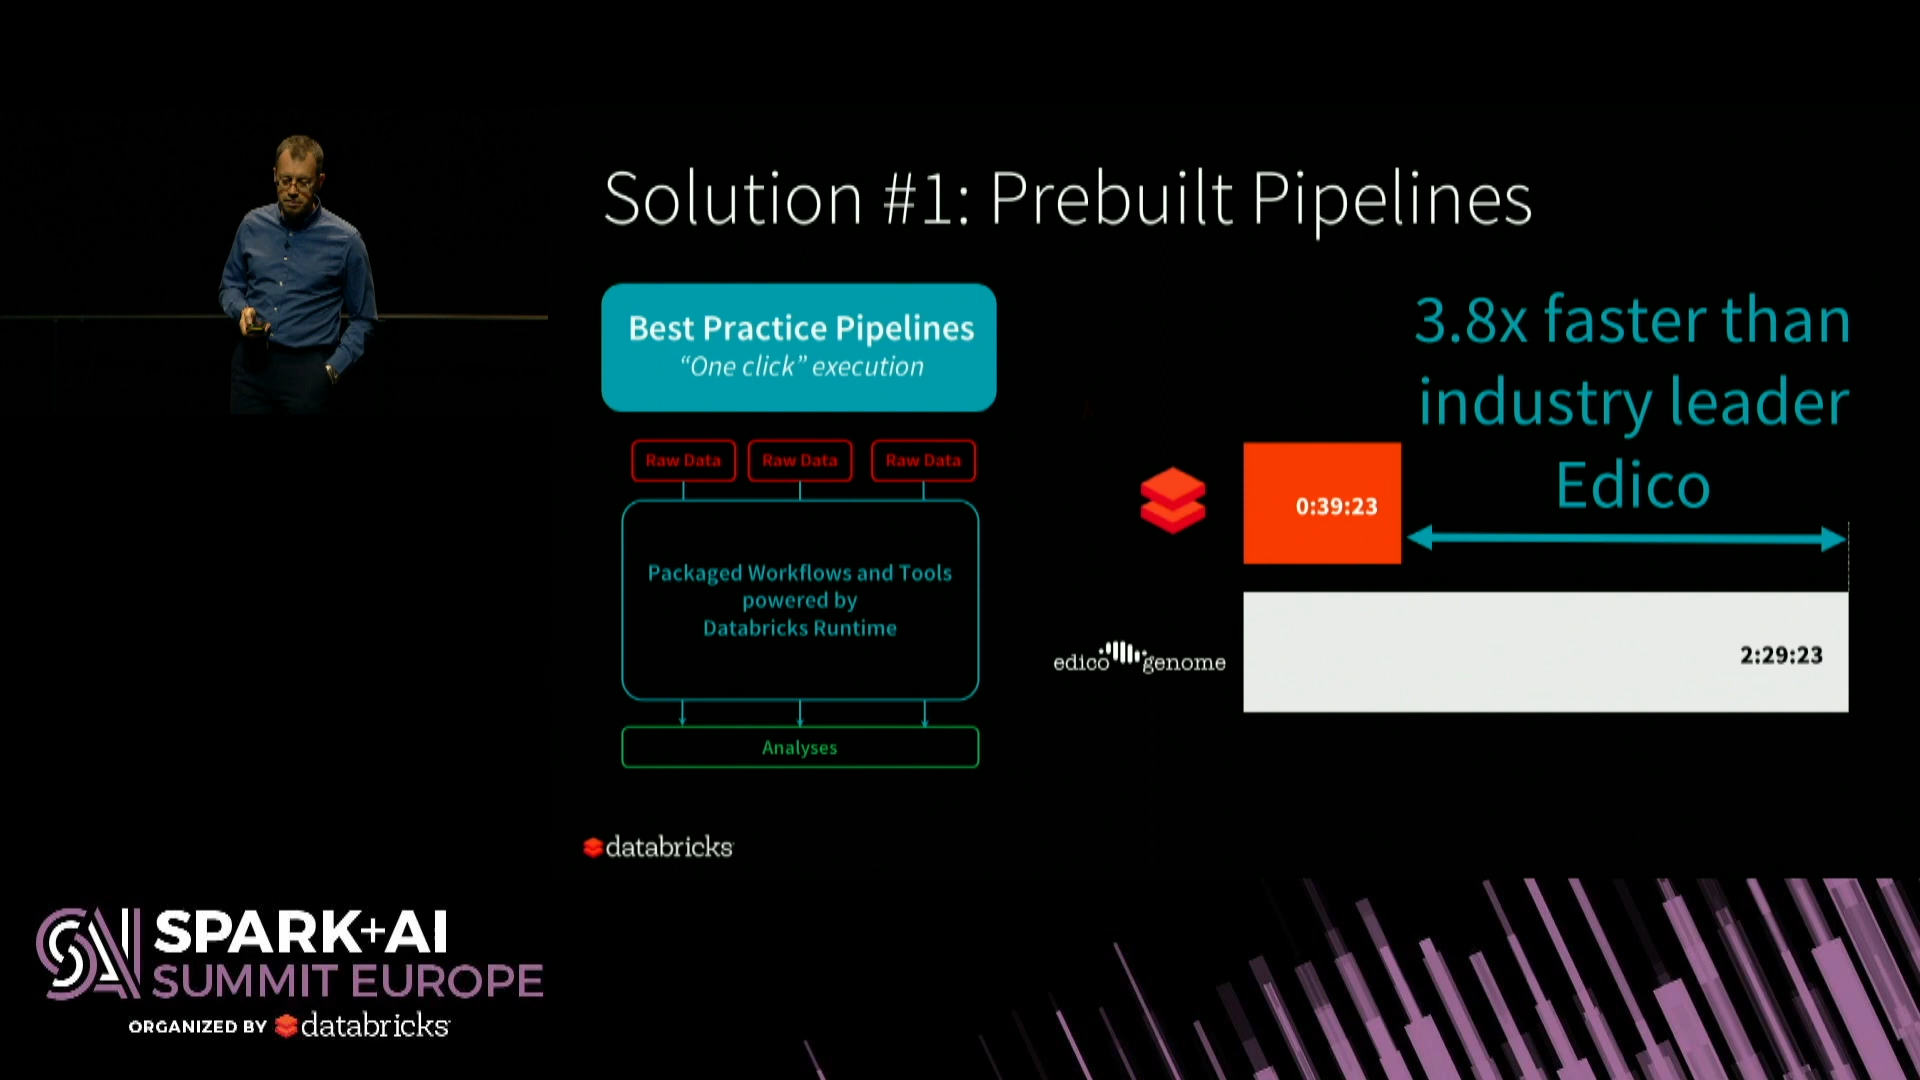 Solution #1: Prebuilt Pipelines
Best Practice Pipelines
“One click” execution
Raw Data
Raw Data
Raw Data
Packaged Workflows and Tools
powered by
Databricks Runtime
Analyses
3.8x faster than
industry leader
Edico
0:39:23
edico genome
2:29:23
databricks
SAI SPARK+AI
SUMMIT EUROPE
ORGANIZED BY databricks